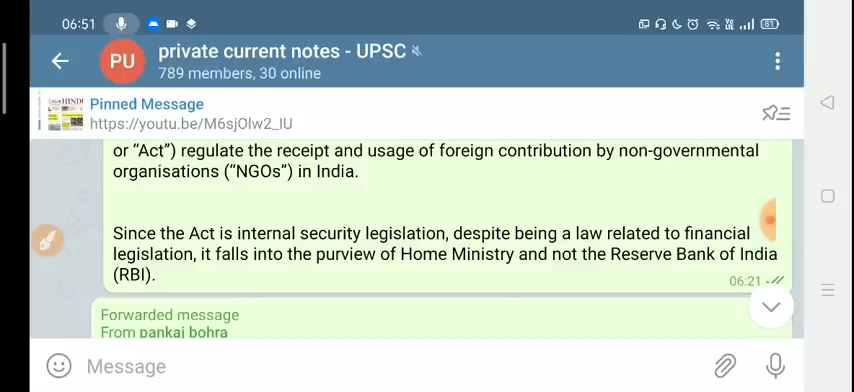 06:51
81
PU
private current notes - UPSC
789 members, 30 online
Pinned Message
https://youtu.be/M6sjOlw2_IU
or “Act”) regulate the receipt and usage of foreign contribution by non-governmental
organisations (“NGOs”) in India.
Since the Act is internal security legislation, despite being a law related to financial
legislation, it falls into the purview of Home Ministry and not the Reserve Bank of India
(RBI).
06:21
Forwarded message
From pankaj bohra
Message